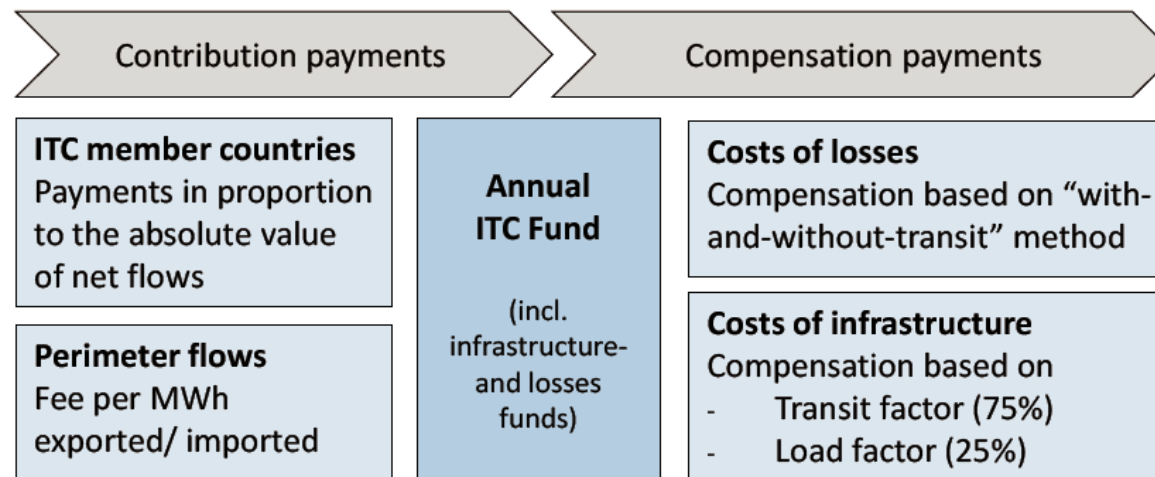 Contribution payments
Compensation payments
ITC member countries
Payments in proportion
to the absolute value
of net flows
Perimeter flows
Fee per MWh
exported/ imported
Annual
ITC Fund
(incl.
infrastructure-
and losses
funds)
Costs of losses
Compensation based on “with-
and-without-transit” method
Costs of infrastructure
Compensation based on
- Transit factor (75%)
- Load factor (25%)